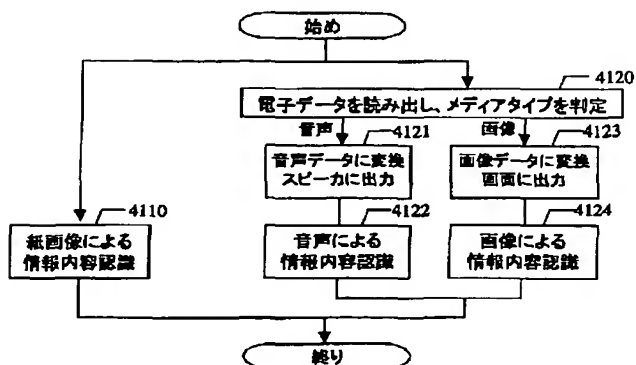 始め
4120
電子データを読み出し、メディアタイプを判定
音声
4121
画像
4123
音声データに変換
スピーカに出力
画像データに変換
画面に出力
4110
4122
4124
紙画像による
情報内容認識
音声による
情報内容認識
画像による
情報内容認識
終り